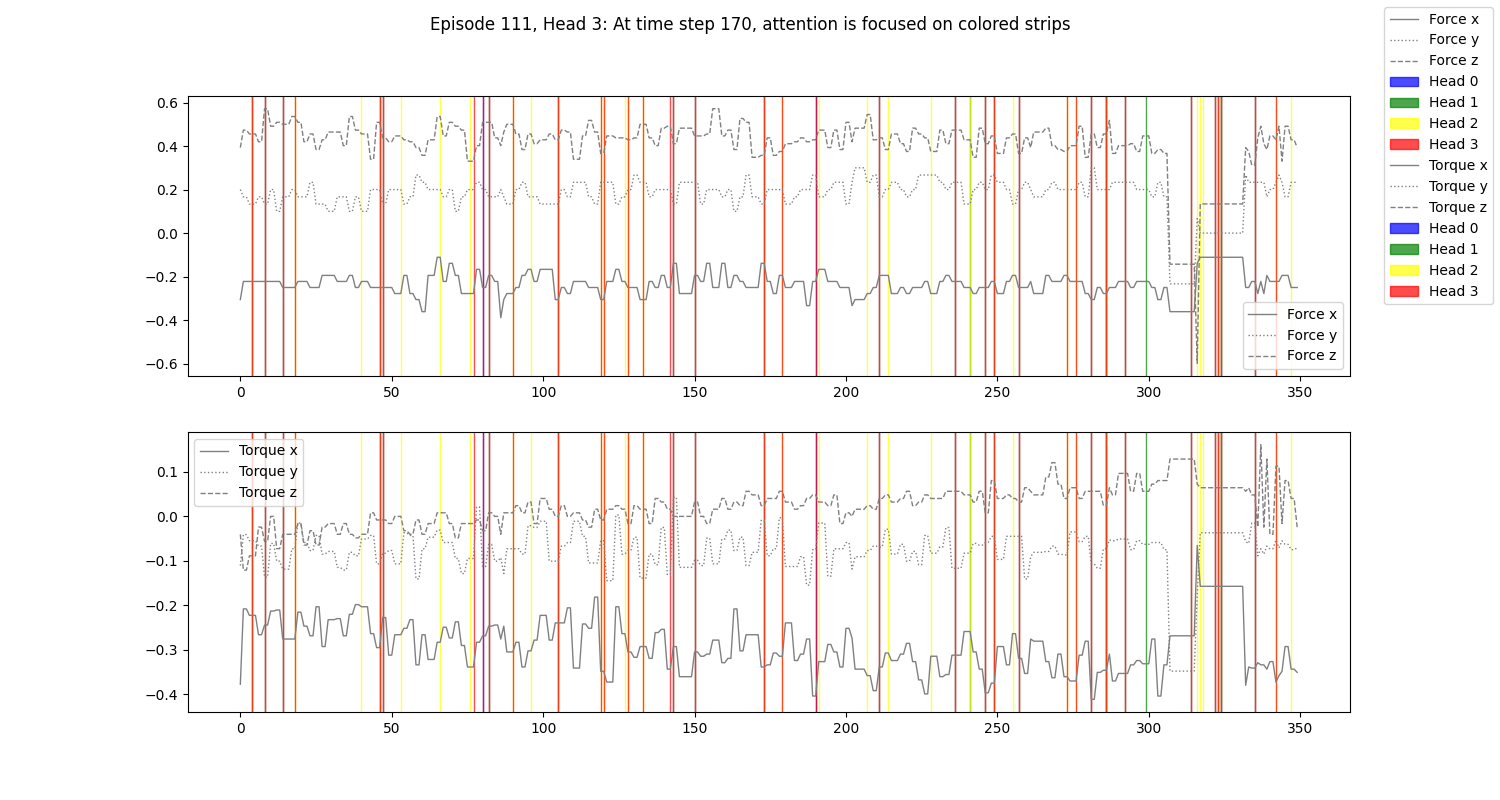 Episode 111, Head 3: At time step 170, attention is focused on colored strips
Force x
Force y
Force z
Head 0
Head 1
Head 2
Head 3
Torque x
Torque y
Torque z
Head 0
Head 1
Head 2
Head 3
0.6
0.4
0.2
0.0
−0.2
−0.4
−0.6
Force x
Force y
Force z
0 50 100 150 200 250 300 350
Torque x
Torque y
Torque z
0.1
0.0
−0.1
−0.2
−0.3
−0.4
0 50 100 150 200 250 300 350